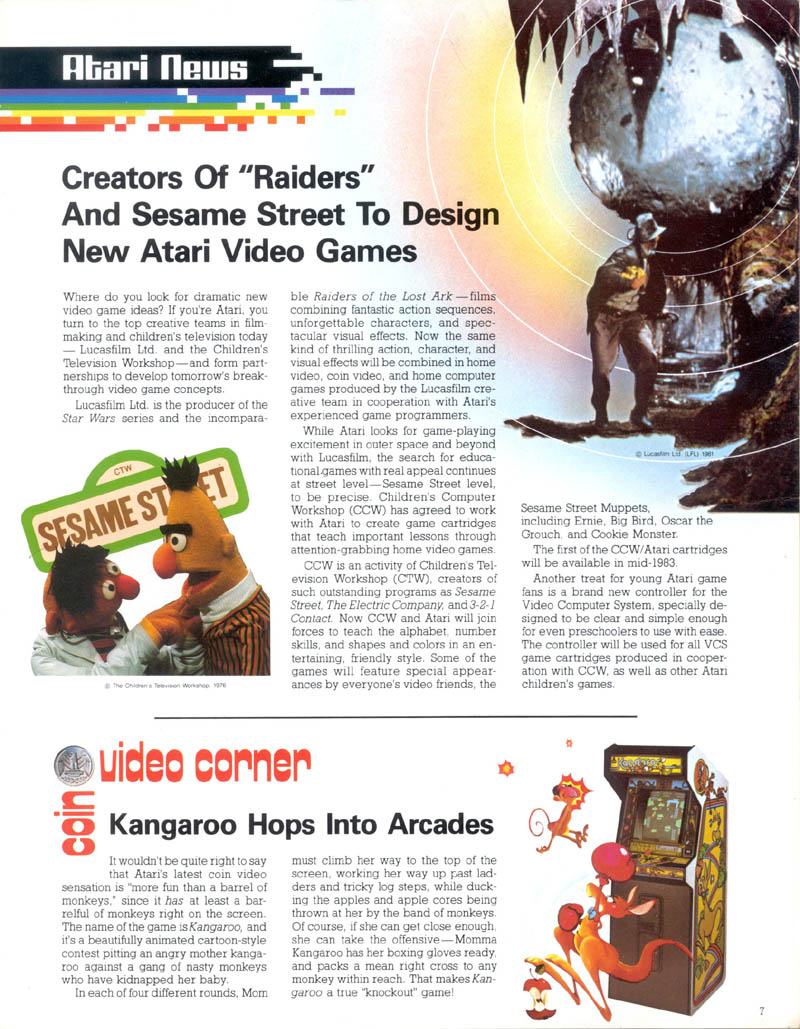 Atari News
Creators Of "Raiders"
And Sesame Street To Design
New Atari Video Games
Where do you look for dramatic new
video game ideas? If you're Atari, you
turn to the top creative teams in film-
making and children's television today
— Lucasfilm Ltd. and the Children's
Television Workshop — and form part-
nerships to develop tomorrow's break-
through video game concepts.
Lucasfilm Ltd. is the producer of the
Star Wars series and the incompara-
CTW
SESAME STREET
© The Children's Television Workshop, 1976
ble Raiders of the Lost Ark — films
combining fantastic action sequences,
unforgettable characters, and spec-
tacular visual effects. Now the same
kind of thrilling action, character, and
visual effects will be combined in home
video, coin video, and home computer
games produced by the Lucasfilm cre-
ative team in cooperation with Atari's
experienced game programmers.
While Atari looks for game-playing
excitement in outer space and beyond
with Lucasfilm, the search for educa-
tional games with real appeal continues
at street level — Sesame Street level,
to be precise. Children's Computer
Workshop (CCW) has agreed to work
with Atari to create game cartridges
that teach important lessons through
attention-grabbing home video games.
CCW is an activity of Children's Tel-
evision Workshop (CTW), creators of
such outstanding programs as Sesame
Street, The Electric Company, and 3-2-1
Contact. Now CCW and Atari will join
forces to teach the alphabet, number
skills, and shapes and colors in an en-
tertaining, friendly style. Some of the
games will feature special appear-
ances by everyone's video friends, the
© Lucasfilm Ltd. (LFL) 1981
Sesame Street Muppets,
including Ernie, Big Bird, Oscar the
Grouch, and Cookie Monster.
The first of the CCW/Atari cartridges
will be available in mid-1983.
Another treat for young Atari game
fans is a brand new controller for the
Video Computer System, specially de-
signed to be clear and simple enough
for even preschoolers to use with ease.
The controller will be used for all VCS
game cartridges produced in cooper-
ation with CCW, as well as other Atari
children's games.
coin video corner
Kangaroo Hops Into Arcades
It wouldn't be quite right to say
that Atari's latest coin video
sensation is "more fun than a barrel of
monkeys," since it has at least a bar-
relful of monkeys right on the screen.
The name of the game is Kangaroo, and
it's a beautifully animated cartoon-style
contest pitting an angry mother kanga-
roo against a gang of nasty monkeys
who have kidnapped her baby.
In each of four different rounds, Mom
must climb her way to the top of the
screen, working her way up past lad-
ders and tricky log steps, while duck-
ing the apples and apple cores being
thrown at her by the band of monkeys.
Of course, if she can get close enough,
she can take the offensive — Momma
Kangaroo has her boxing gloves ready,
and packs a mean right cross to any
monkey within reach. That makes Kan-
garoo a true "knockout" game!
Kangaroo
7